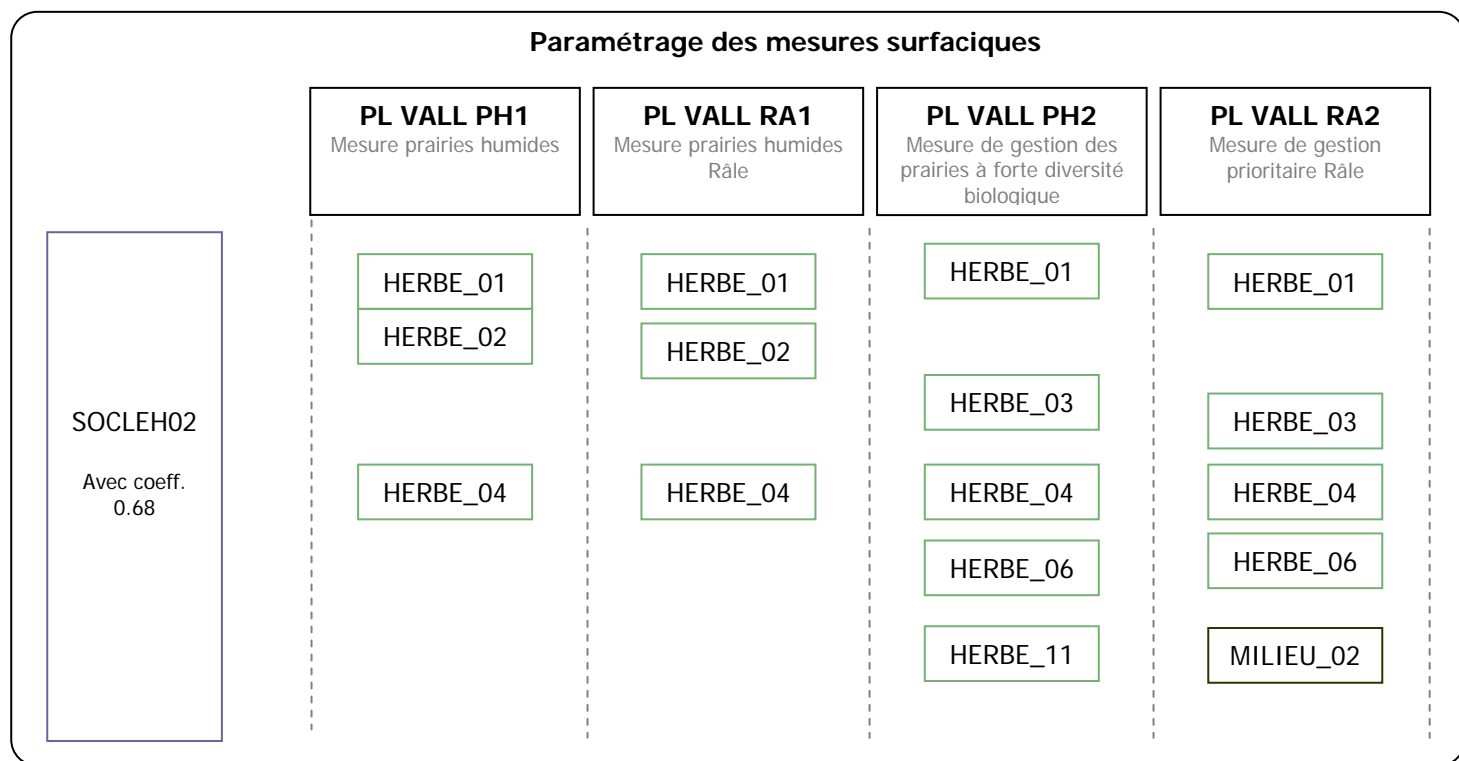 Paramétrage des mesures surfaciques
PL VALL PH1
Mesure prairies humides
PL VALL RA1
Mesure prairies humides
Râle
PL VALL PH2
Mesure de gestion des
prairies à forte diversité
biologique
PL VALL RA2
Mesure de gestion
prioritaire Râle
SOCLEH02
Avec coeff.
0.68
HERBE_01
HERBE_02
HERBE_04
HERBE_01
HERBE_02
HERBE_04
HERBE_01
HERBE_03
HERBE_04
HERBE_06
HERBE_11
HERBE_01
HERBE_03
HERBE_04
HERBE_06
MILIEU_02